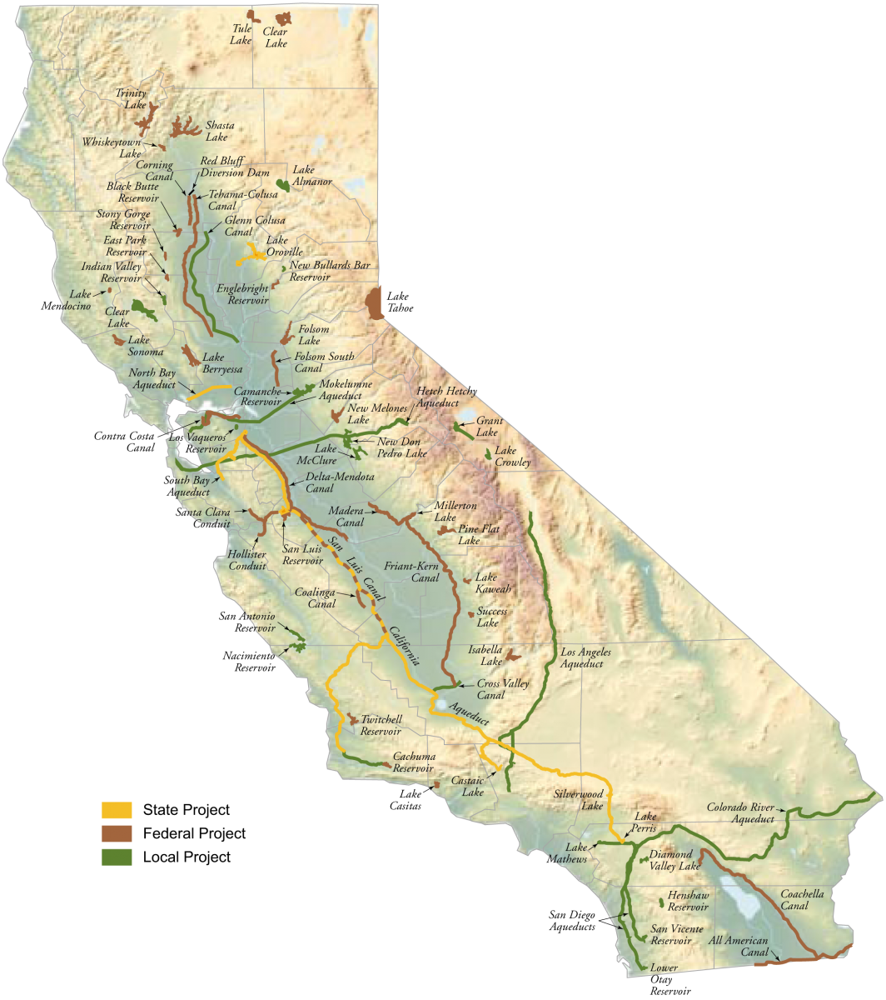 Tule
Lake
Clear
Lake
Trinity
Lake
Shasta
Lake
Whiskeytown
Lake
Corning
Canal
Red Bluff
Diversion Dam
Lake
Almanor
Black Butte
Reservoir
Tehama-Colusa
Canal
Stony Gorge
Reservoir
Glenn Colusa
Canal
East Park
Reservoir
Lake
Oroville
Indian Valley
Reservoir
New Bullards Bar
Reservoir
Englebright
Reservoir
Lake
Mendocino
Lake
Tahoe
Clear
Lake
Folsom
Lake
Lake
Sonoma
Lake
Berryessa
Folsom South
Canal
North Bay
Aqueduct
Camanche
Reservoir
Mokelumne
Aqueduct
Hetch Hetchy
Aqueduct
New Melones
Lake
Grant
Lake
Contra Costa
Canal
Los Vaqueros
Reservoir
New Don
Pedro Lake
Lake
McClure
Lake
Crowley
South Bay
Aqueduct
Delta-Mendota
Canal
Santa Clara
Conduit
Madera
Canal
Millerton
Lake
Pine Flat
Lake
Hollister
Conduit
San Luis
Reservoir
San
Luis
Canal
Friant-Kern
Canal
Lake
Kaweah
Coalinga
Canal
Success
Lake
San Antonio
Reservoir
Nacimiento
Reservoir
California
Aqueduct
Isabella
Lake
Los Angeles
Aqueduct
Cross Valley
Canal
Twitchell
Reservoir
Cachuma
Reservoir
Castaic
Lake
Lake
Casitas
Silverwood
Lake
Lake
Perris
Colorado River
Aqueduct
Lake
Mathews
Diamond
Valley Lake
Henshaw
Reservoir
Coachella
Canal
San Diego
Aqueducts
San Vicente
Reservoir
All American
Canal
Lower
Otay
Reservoir
State Project
Federal Project
Local Project